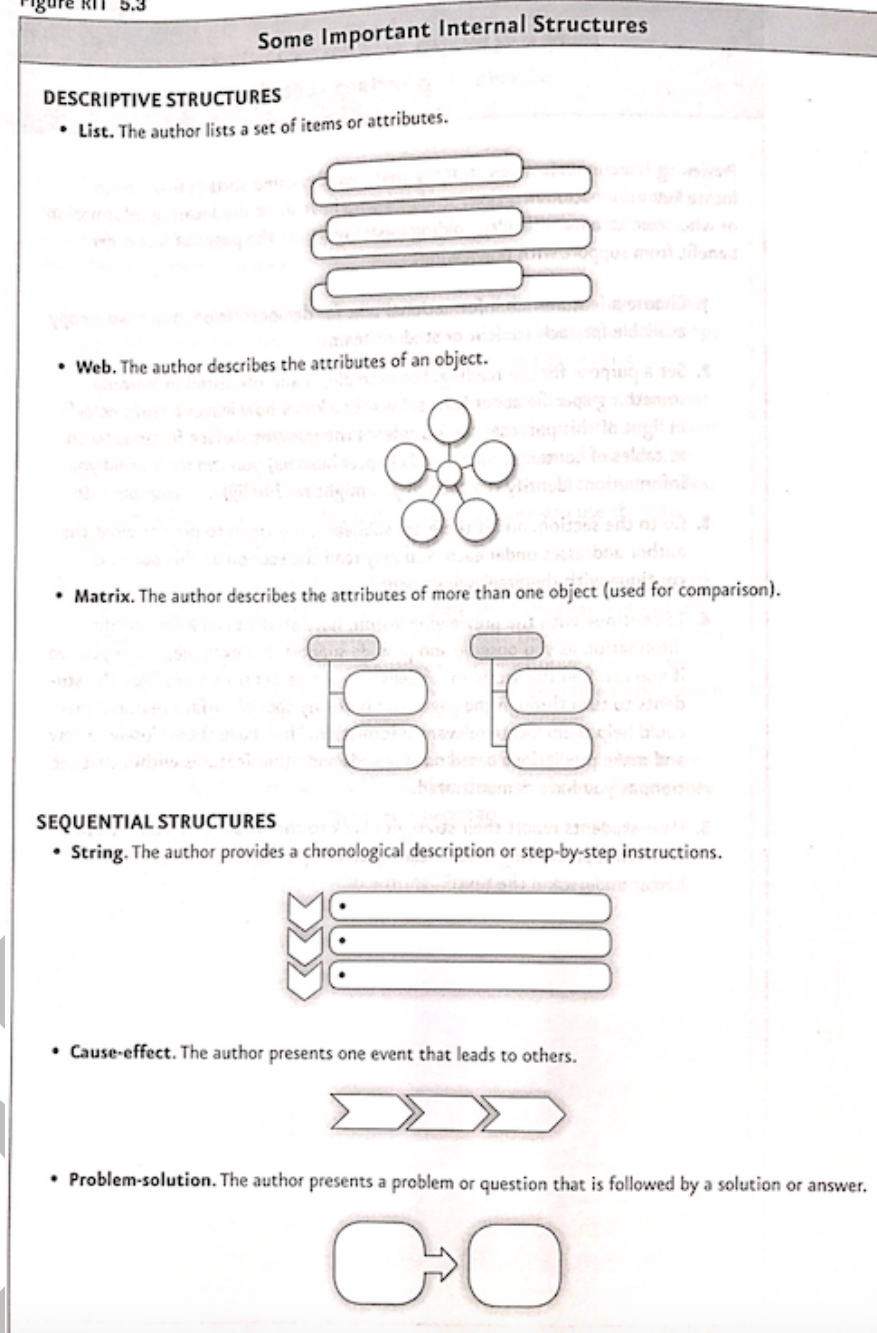 Figure RIT 5.3
Some Important Internal Structures
DESCRIPTIVE STRUCTURES
• List. The author lists a set of items or attributes.
• Web. The author describes the attributes of an object.
• Matrix. The author describes the attributes of more than one object (used for comparison).
SEQUENTIAL STRUCTURES
• String. The author provides a chronological description or step-by-step instructions.
• Cause-effect. The author presents one event that leads to others.
• Problem-solution. The author presents a problem or question that is followed by a solution or answer.